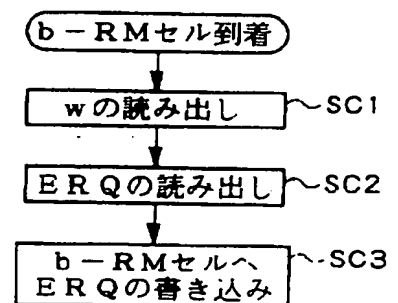 b－RMセル到着
wの読み出し SC1
ERQの読み出し SC2
b－RMセルへ SC3
ERQの書き込み